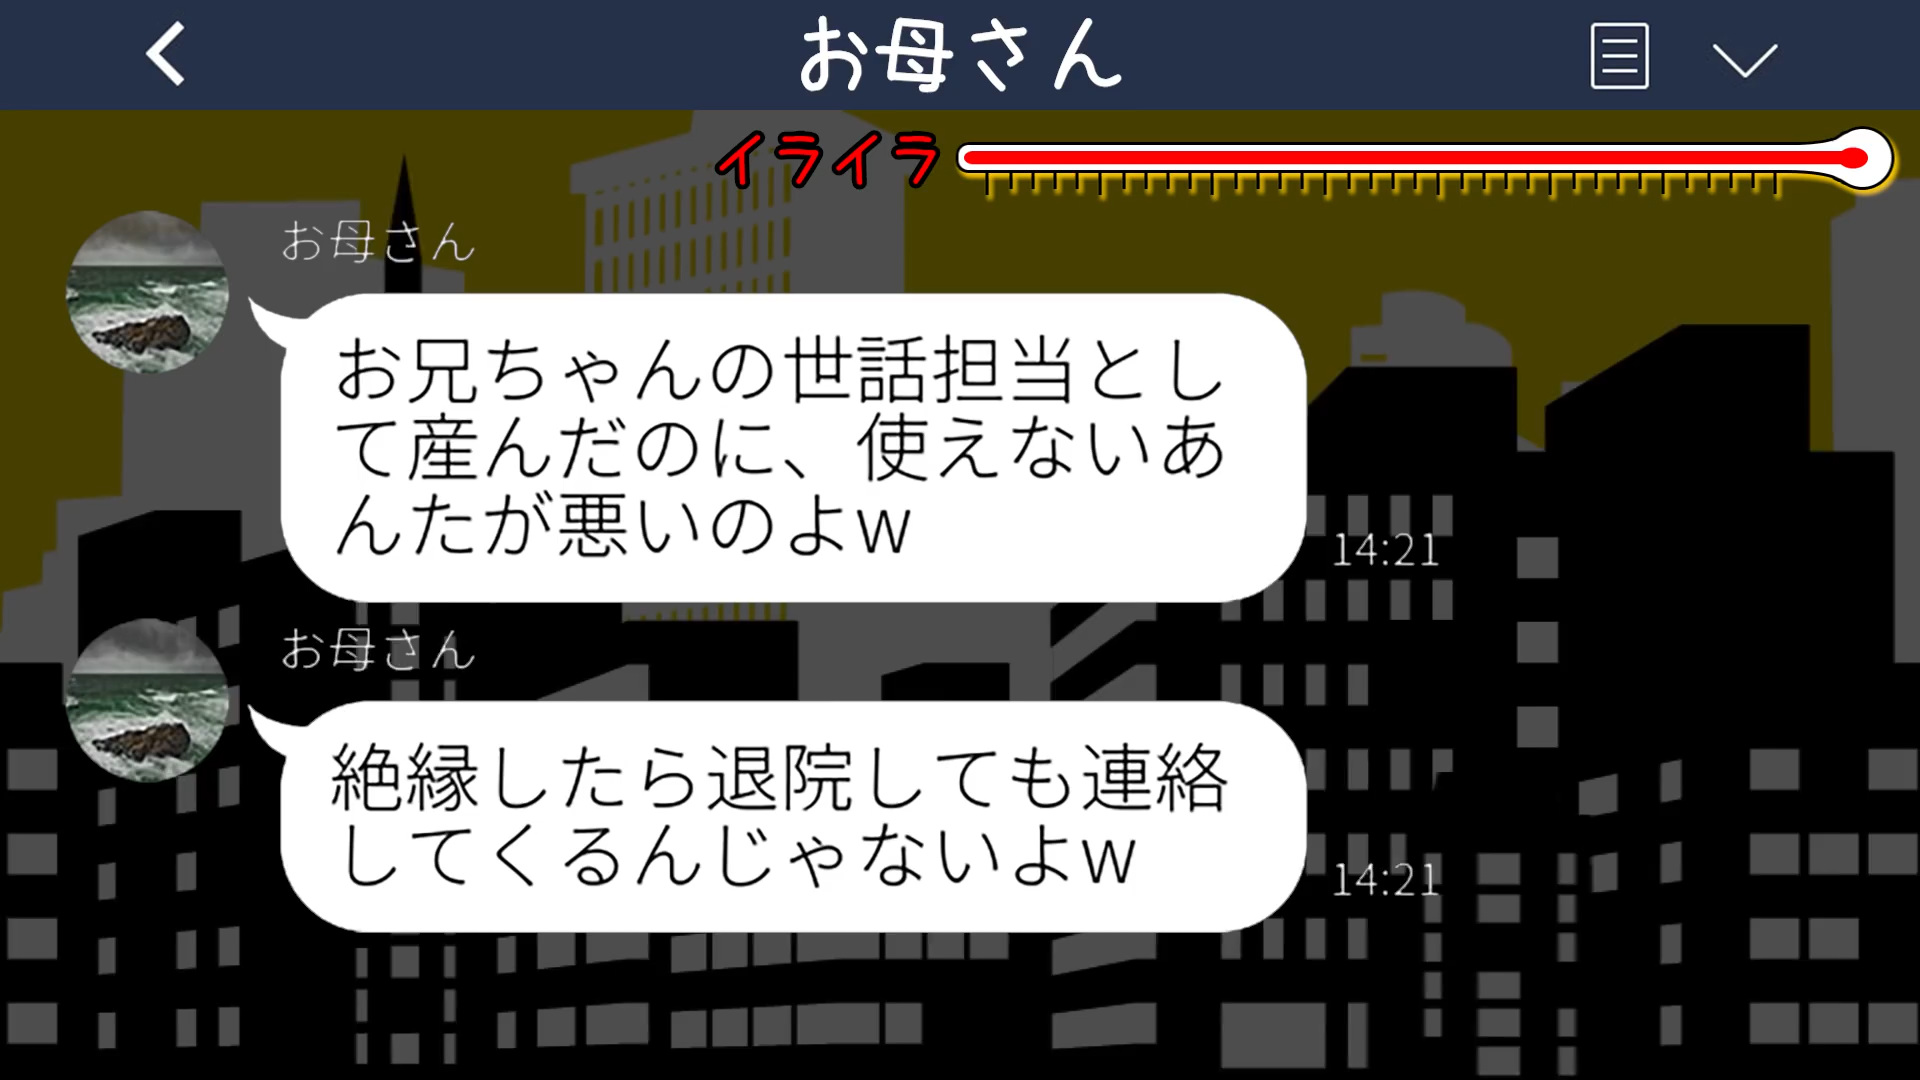 お母さん
イライラ
お母さん
お兄ちゃんの世話担当とし
て産んだのに、使えないあ
んたが悪いのよw
14:21
お母さん
絶縁したら退院しても連絡
してくるんじゃないよw
14:21